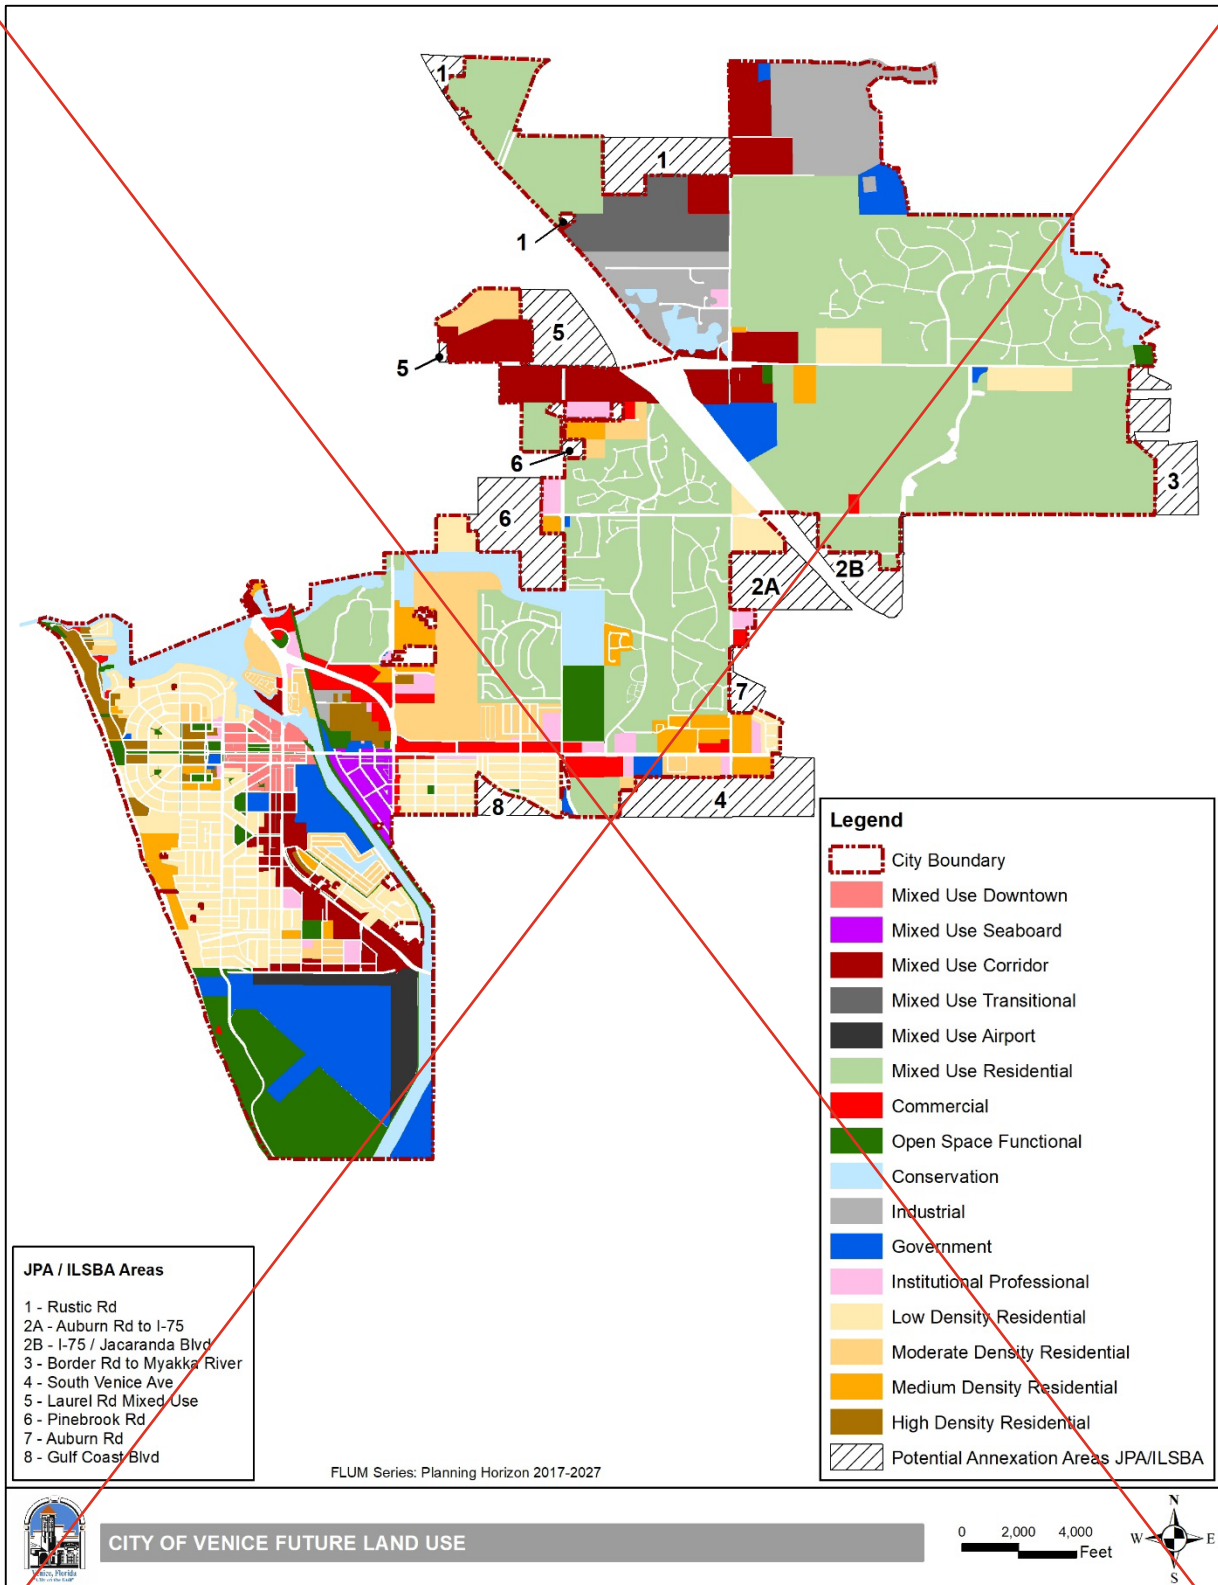 1
1
1
5
5
6
6
3
2A
2B
7
4
8
Legend
City Boundary
Mixed Use Downtown
Mixed Use Seaboard
Mixed Use Corridor
Mixed Use Transitional
Mixed Use Airport
Mixed Use Residential
Commercial
Open Space Functional
Conservation
Industrial
Government
Institutional Professional
Low Density Residential
Moderate Density Residential
Medium Density Residential
High Density Residential
Potential Annexation Areas JPA/ILSBA
JPA / ILSBA Areas
1 - Rustic Rd
2A - Auburn Rd to I-75
2B - I-75 / Jacaranda Blvd
3 - Border Rd to Myakka River
4 - South Venice Ave
5 - Laurel Rd Mixed Use
6 - Pinebrook Rd
7 - Auburn Rd
8 - Gulf Coast Blvd
FLUM Series: Planning Horizon 2017-2027
Venice, Florida
CITY OF VENICE FUTURE LAND USE
0 2,000 4,000
Feet
N
W E
S